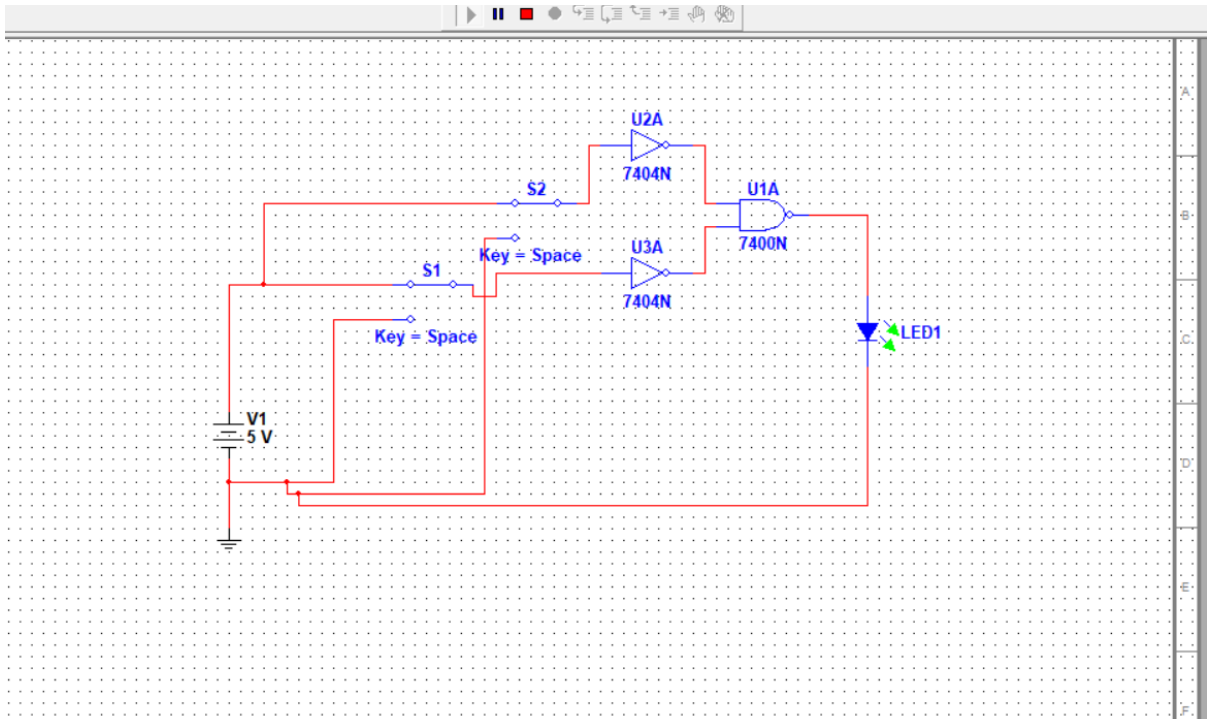 A
U2A
7404N
S2
U1A
B
7400N
Key = Space
U3A
S1
7404N
Key = Space
LED1
C
V1
5 V
D
E
F